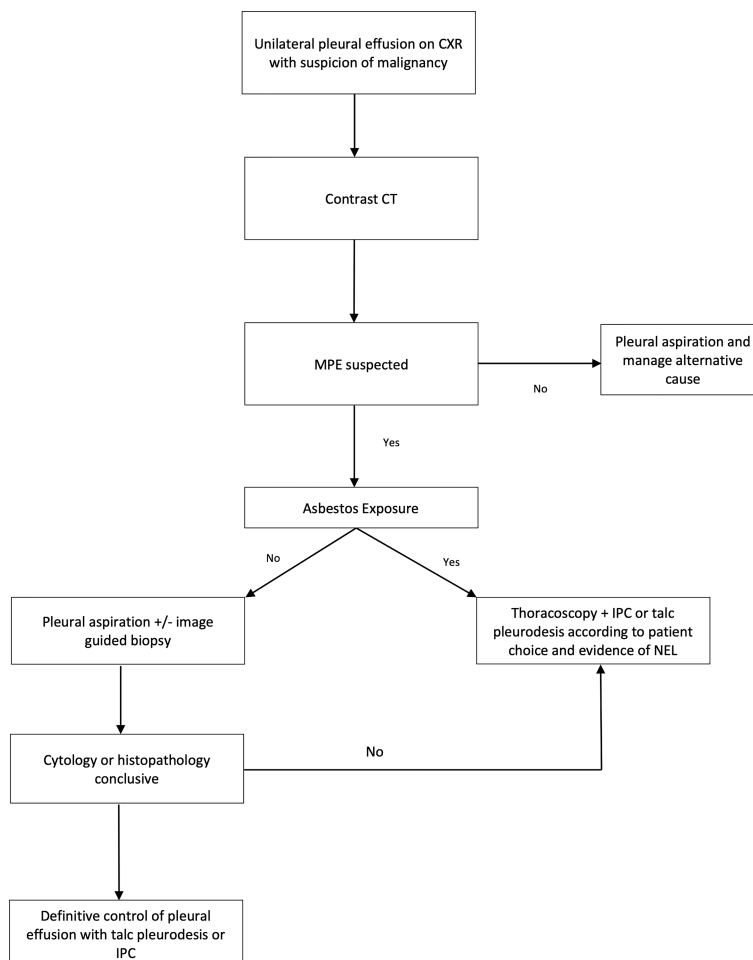 Unilateral pleural effusion on CXR
with suspicion of malignancy
Contrast CT
MPE suspected
No
Pleural aspiration and
manage alternative
cause
Yes
Asbestos Exposure
No
Yes
Pleural aspiration +/- image
guided biopsy
Thoracoscopy + IPC or talc
pleurodesis according to patient
choice and evidence of NEL
Cytology or histopathology
conclusive
No
Definitive control of pleural
effusion with talc pleurodesis or
IPC